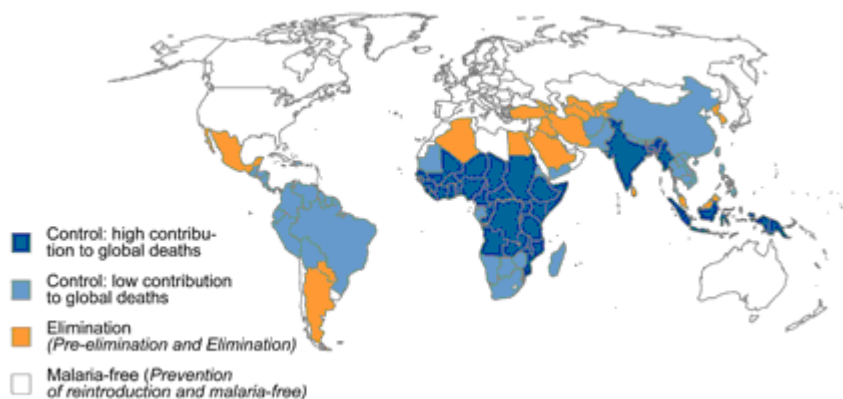 Control: high contribu-
tion to global deaths
Control: low contribution
to global deaths
Elimination
(Pre-elimination and Elimination)
Malaria-free (Prevention
of reintroduction and malaria-free)